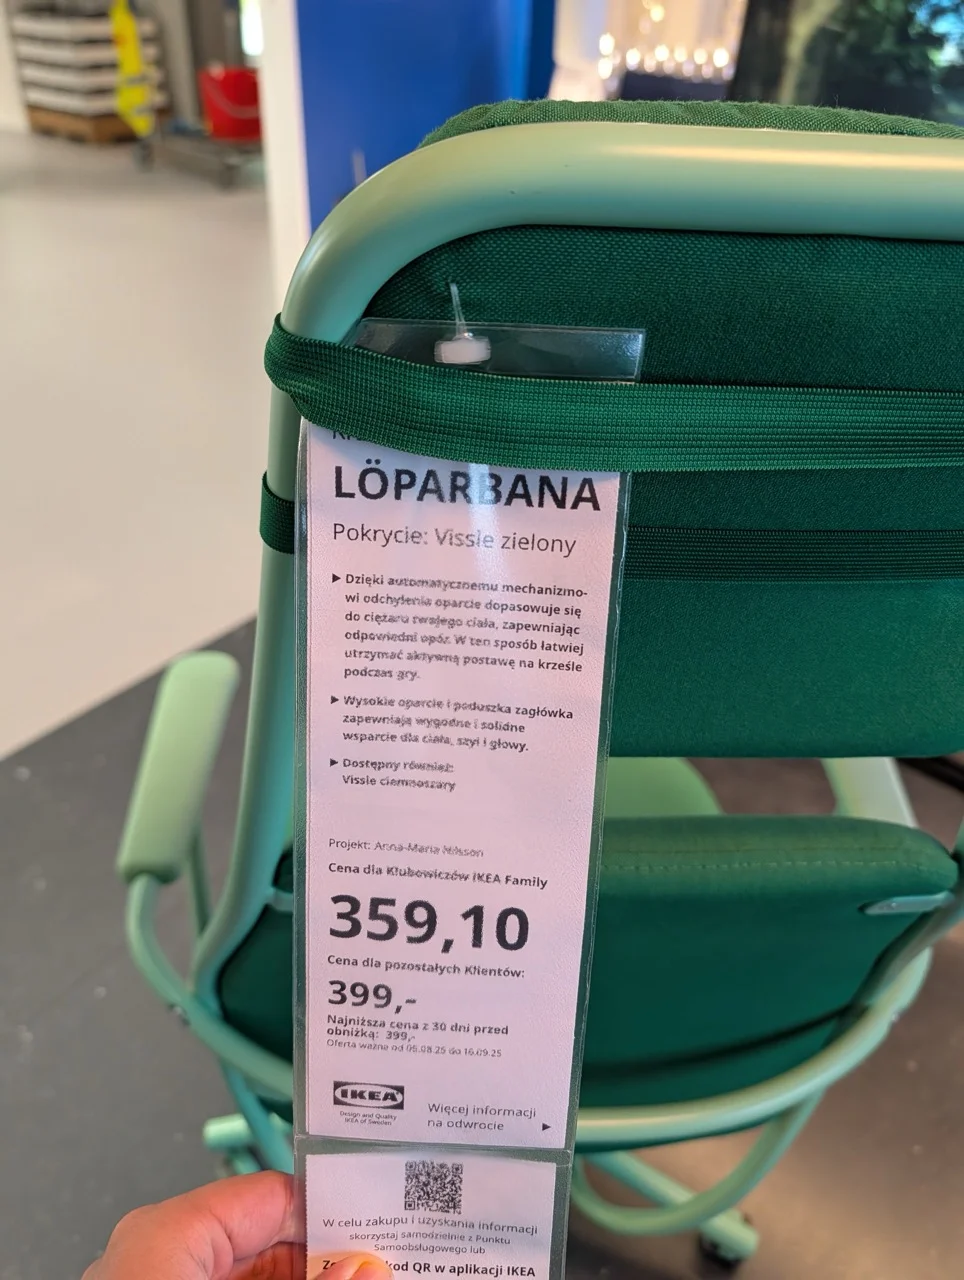 LÖPARBANA
Pokrycie: Vissle zielony
▶ Dzięki automatycznemu mechanizmo-
wi odchylenia oparcie dopasowuje się
do ciężaru twojego ciała, zapewniając
odpowiedni opór. W ten sposób łatwiej
utrzymać aktywną postawę na krześle
podczas gry.
▶ Wysokie oparcie i poduszka zagłówka
zapewniają wygodne i solidne
wsparcie dla ciała, szyi i głowy.
▶ Dostępny również:
Vissle ciemnoszary
Projekt: Anna-Maria Nilsson
Cena dla Klubowiczów IKEA Family
359,10
Cena dla pozostałych Klientów:
399,-
Najniższa cena z 30 dni przed
obniżką: 399,-
Oferta ważna od 05.08.25 do 16.09.25
IKEA
Design and Quality
IKEA of Sweden
Więcej informacji
na odwrocie ▶
W celu zakupu i uzyskania informacji
skorzystaj samodzielnie z Punktu
Samoobsługowego lub
kod QR w aplikacji IKEA